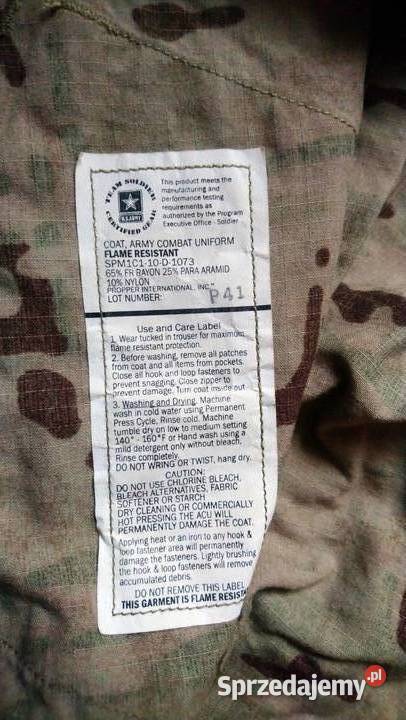 TEAM SOLDIER
CERTIFIED GEAR
U.S.ARMY
This product meets the
manufacturing and
performance testing
requirements as
authorized by the Program
Executive Office - Soldier
COAT, ARMY COMBAT UNIFORM
FLAME RESISTANT
SPM1C1-10-D-1073
65% FR RAYON 25% PARA ARAMID
10% NYLON
PROPPER INTERNATIONAL, INC.
LOT NUMBER: P41
Use and Care Label
1. Wear tucked in trouser for maximum
flame resistant protection.
2. Before washing, remove all patches
from coat and all items from pockets.
Close all hook and loop fasteners to
prevent snagging. Close zipper to
prevent damage. Turn coat inside out
3. Washing and Drying. Machine
wash in cold water using Permanent
Press Cycle, Rinse cold. Machine
tumble dry on low to medium setting
140° - 160°F or Hand wash using a
mild detergent only without bleach.
Rinse completely.
DO NOT WRING OR TWIST, hang dry.
CAUTION:
DO NOT USE CHLORINE BLEACH,
BLEACH ALTERNATIVES, FABRIC
SOFTENER OR STARCH
DRY CLEANING OR COMMERCIALLY
HOT PRESSING THE ACU WILL
PERMANENTLY DAMAGE THE COAT.
Applying heat or an iron to any hook &
loop fastener area will permanently
damage the fasteners. Lightly brushing
the hook & loop fasteners will remove
accumulated debris.
DO NOT REMOVE THIS LABEL
THIS GARMENT IS FLAME RESISTA
Sprzedajemy.pl